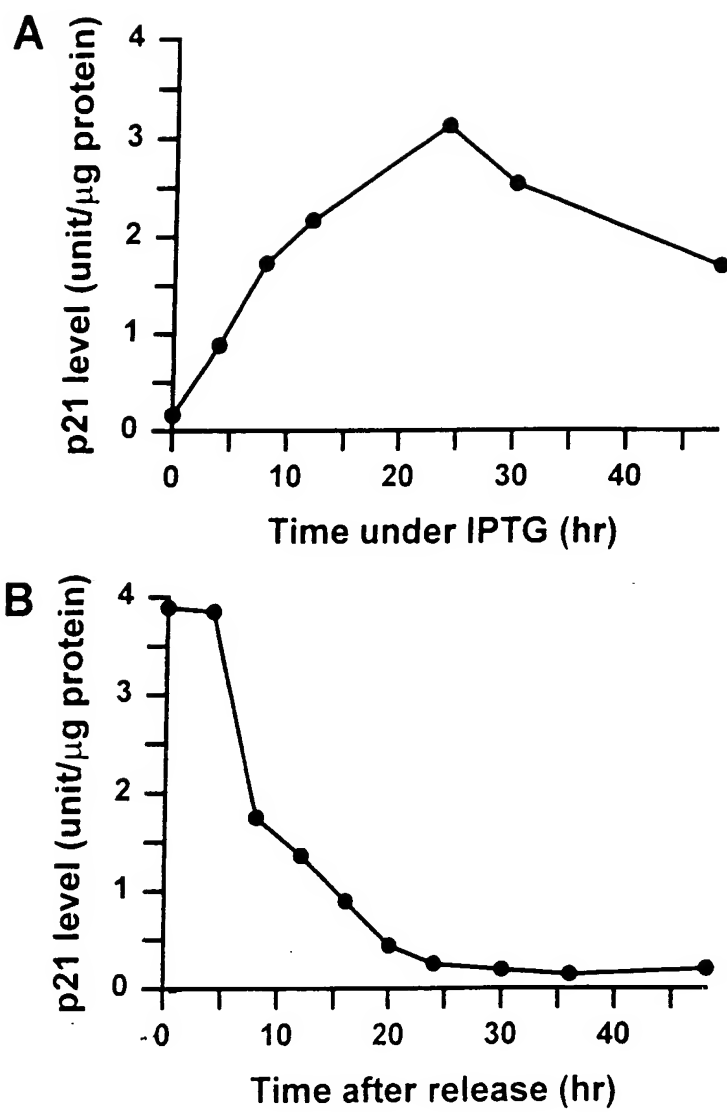 A
p21 level (unit/μg protein)
4
3
2
1
0
0 10 20 30 40
Time under IPTG (hr)
B
p21 level (unit/μg protein)
4
3
2
1
0
0 10 20 30 40
Time after release (hr)